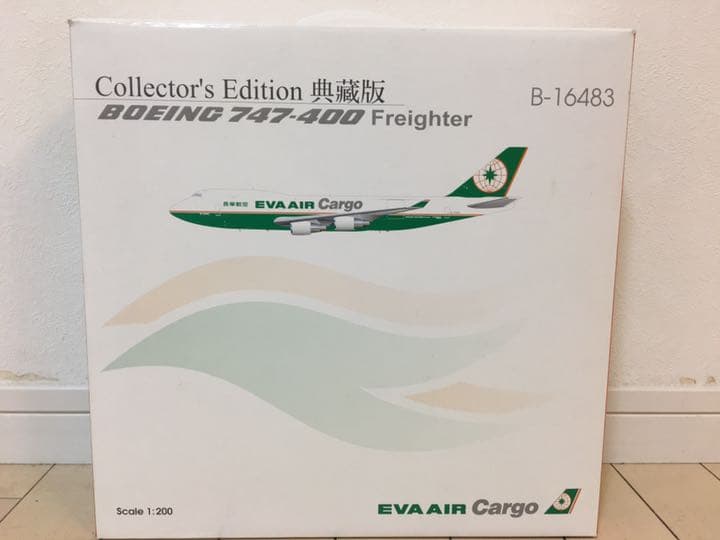 Collector's Edition 典藏版
BOEING 747-400 Freighter
B-16483
長榮航空 EVA AIR Cargo
Scale 1:200
EVA AIR Cargo